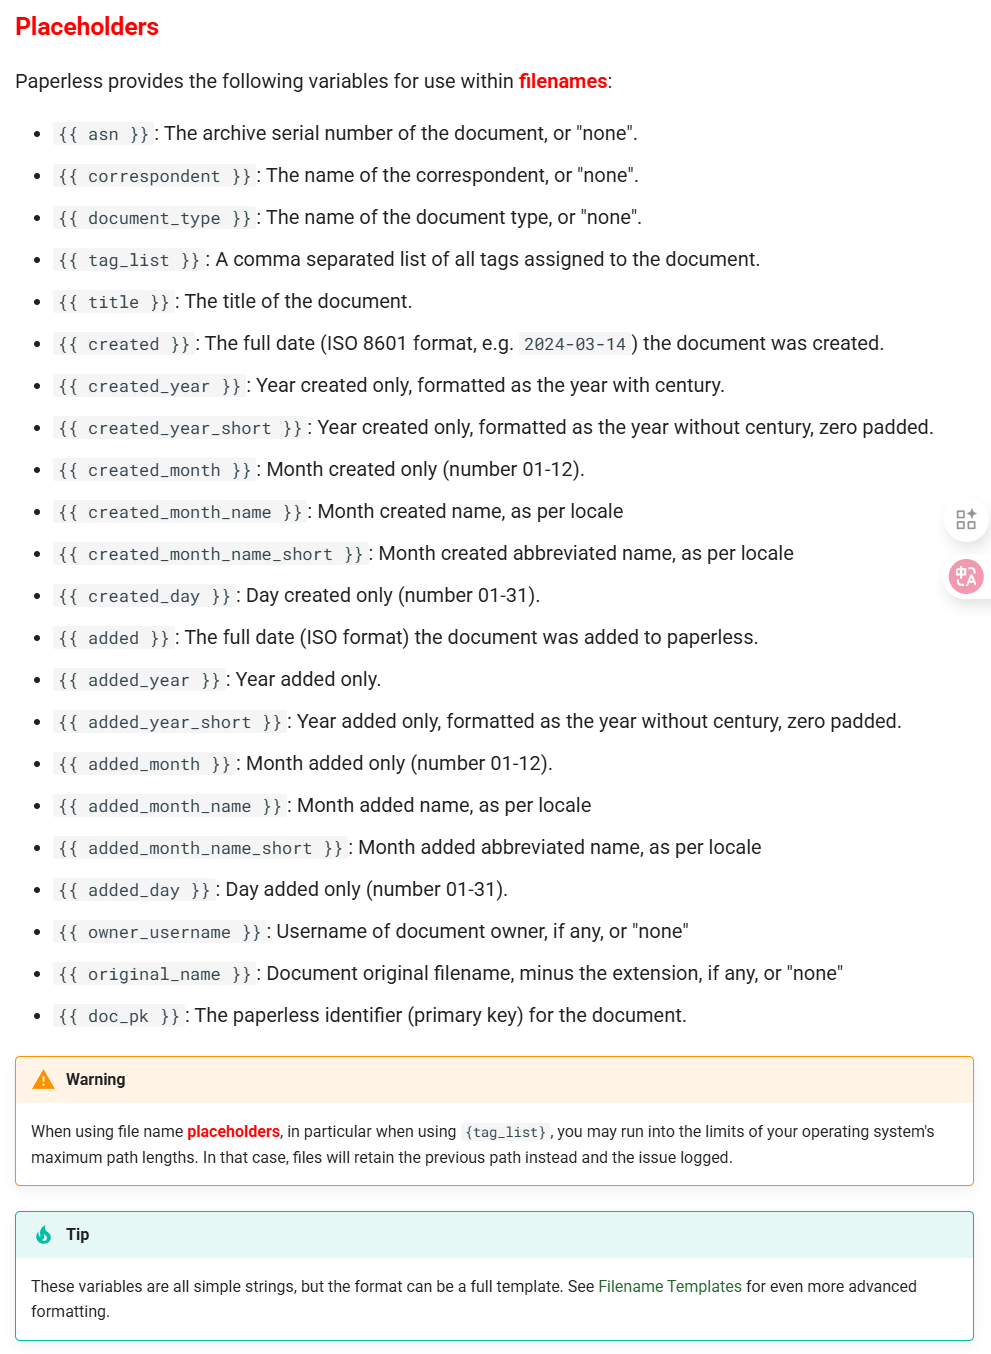 Placeholders
Paperless provides the following variables for use within filenames:
{{ asn }}: The archive serial number of the document, or "none".
{{ correspondent }}: The name of the correspondent, or "none".
{{ document_type }}: The name of the document type, or "none".
{{ tag_list }}: A comma separated list of all tags assigned to the document.
{{ title }}: The title of the document.
{{ created }}: The full date (ISO 8601 format, e.g. 2024-03-14) the document was created.
{{ created_year }}: Year created only, formatted as the year with century.
{{ created_year_short }}: Year created only, formatted as the year without century, zero padded.
{{ created_month }}: Month created only (number 01-12).
{{ created_month_name }}: Month created name, as per locale
{{ created_month_name_short }}: Month created abbreviated name, as per locale
{{ created_day }}: Day created only (number 01-31).
{{ added }}: The full date (ISO format) the document was added to paperless.
{{ added_year }}: Year added only.
{{ added_year_short }}: Year added only, formatted as the year without century, zero padded.
{{ added_month }}: Month added only (number 01-12).
{{ added_month_name }}: Month added name, as per locale
{{ added_month_name_short }}: Month added abbreviated name, as per locale
{{ added_day }}: Day added only (number 01-31).
{{ owner_username }}: Username of document owner, if any, or "none"
{{ original_name }}: Document original filename, minus the extension, if any, or "none"
{{ doc_pk }}: The paperless identifier (primary key) for the document.
Warning
When using file name placeholders, in particular when using {tag_list}, you may run into the limits of your operating system's
maximum path lengths. In that case, files will retain the previous path instead and the issue logged.
Tip
These variables are all simple strings, but the format can be a full template. See Filename Templates for even more advanced
formatting.
中A